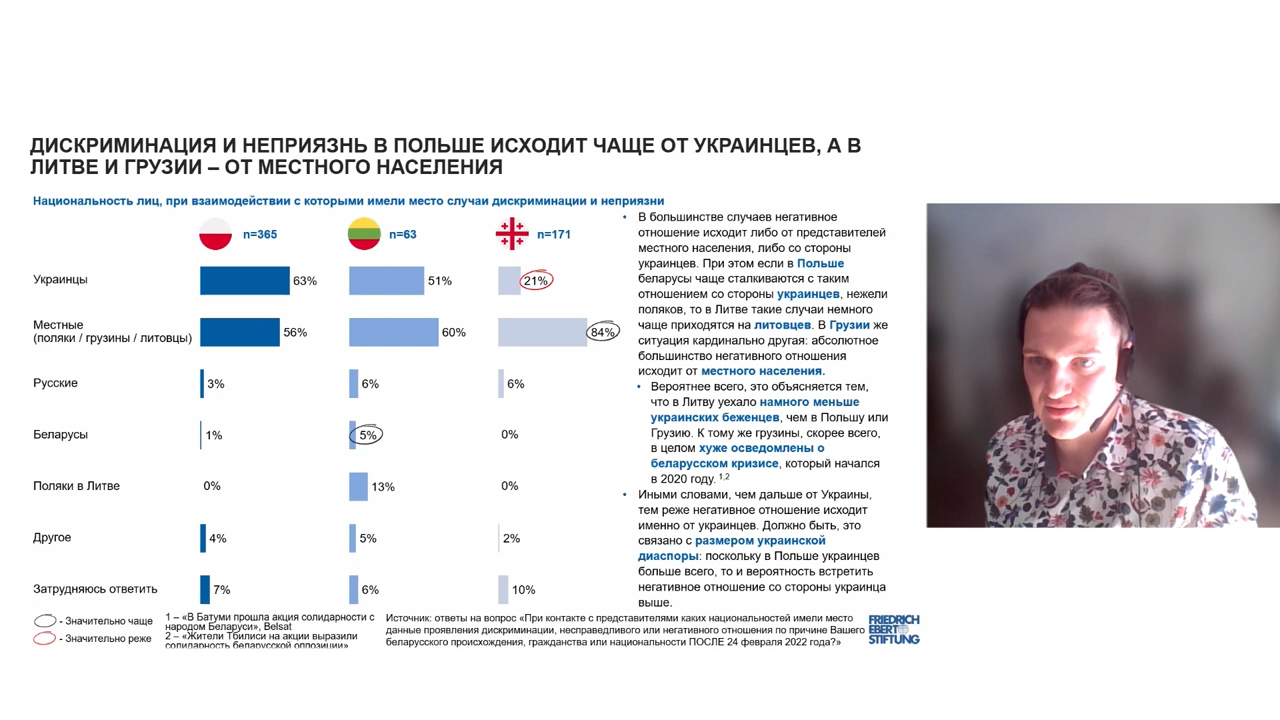 ДИСКРИМИНАЦИЯ И НЕПРИЯЗНЬ В ПОЛЬШЕ ИСХОДИТ ЧАЩЕ ОТ УКРАИНЦЕВ, А В
ЛИТВЕ И ГРУЗИИ – ОТ МЕСТНОГО НАСЕЛЕНИЯ
Национальность лиц, при взаимодействии с которыми имели место случаи дискриминации и неприязни
n=365
n=63
n=171
Украинцы
63%
51%
21%
Местные
(поляки / грузины / литовцы)
56%
60%
84%
Русские
3%
6%
6%
Беларусы
1%
5%
0%
Поляки в Литве
0%
13%
0%
Другое
4%
5%
2%
Затрудняюсь ответить
7%
6%
10%
• В большинстве случаев негативное
отношение исходит либо от представителей
местного населения, либо со стороны
украинцев. При этом если в Польше
беларусы чаще сталкиваются с таким
отношением со стороны украинцев, нежели
поляков, то в Литве такие случаи немного
чаще приходятся на литовцев. В Грузии же
ситуация кардинально другая: абсолютное
большинство негативного отношения
исходит от местного населения.
• Вероятнее всего, это объясняется тем,
что в Литву уехало намного меньше
украинских беженцев, чем в Польшу или
Грузию. К тому же грузины, скорее всего,
в целом хуже осведомлены о
беларусском кризисе, который начался
в 2020 году. 1,2
• Иными словами, чем дальше от Украины,
тем реже негативное отношение исходит
именно от украинцев. Должно быть, это
связано с размером украинской
диаспоры: поскольку в Польше украинцев
больше всего, то и вероятность встретить
негативное отношение со стороны украинца
выше.
- Значительно чаще
- Значительно реже
1 – «В Батуми прошла акция солидарности с
народом Беларуси», Belsat
2 – «Жители Тбилиси на акции выразили
солидарность беларусской оппозиции»
Источник: ответы на вопрос «При контакте с представителями каких национальностей имели место
данные проявления дискриминации, несправедливого или негативного отношения по причине Вашего
беларусского происхождения, гражданства или национальности ПОСЛЕ 24 февраля 2022 года?»
FRIEDRICH
EBERT
STIFTUNG